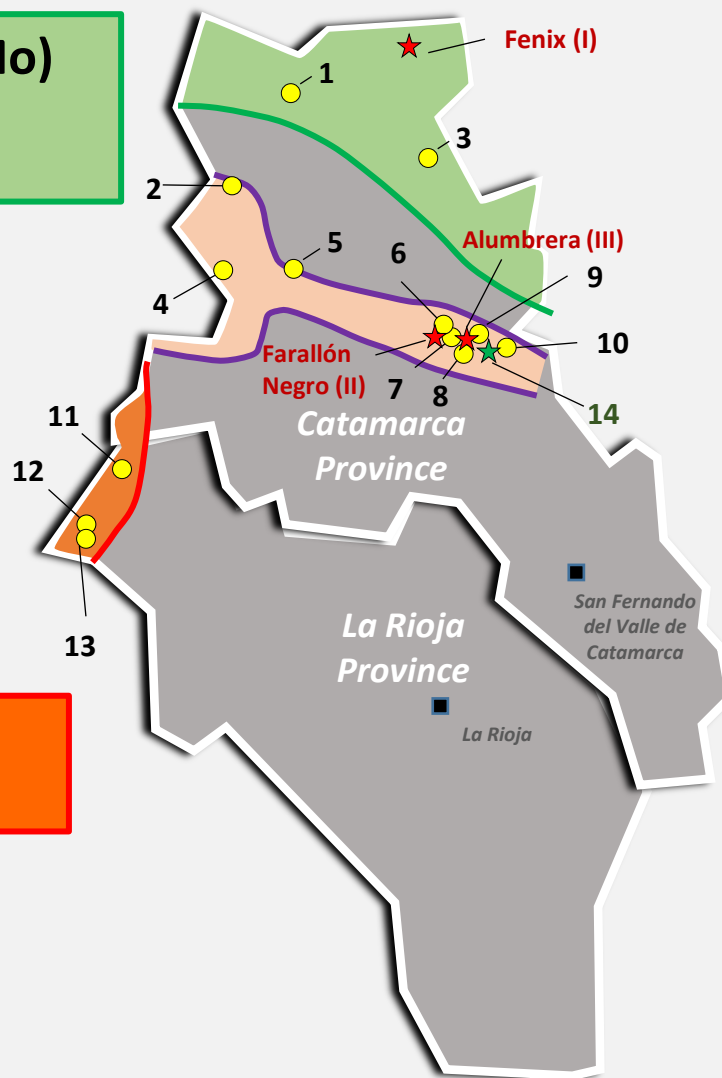 lo)
Fenix (I)
1
3
2
Alumbrera (III)
5
6
9
4
10
Farallón
Negro (II)
7
8
14
Catamarca
Province
11
12
13
San Fernando
del Valle de
Catamarca
La Rioja
Province
La Rioja